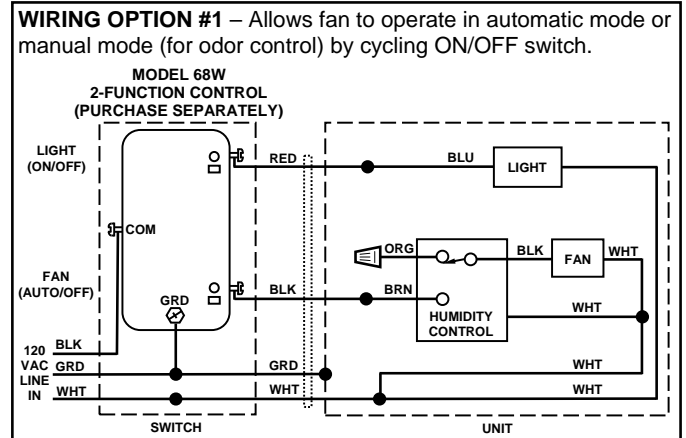 WIRING OPTION #1 – Allows fan to operate in automatic mode or
manual mode (for odor control) by cycling ON/OFF switch.
MODEL 68W
2-FUNCTION CONTROL
(PURCHASE SEPARATELY)
LIGHT
(ON/OFF)
RED
BLU
LIGHT
COM
ORG
BLK
FAN
WHT
FAN
(AUTO/OFF)
GRD
BLK
BRN
HUMIDITY
CONTROL
WHT
120
VAC
LINE
IN
BLK
GRD
GRD
WHT
WHT
WHT
WHT
SWITCH
UNIT